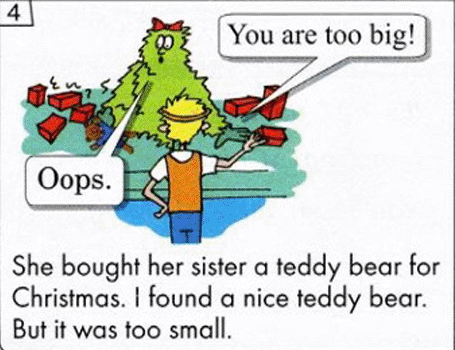 4
You are too big!
Oops.
She bought her sister a teddy bear for
Christmas. I found a nice teddy bear.
But it was too small.